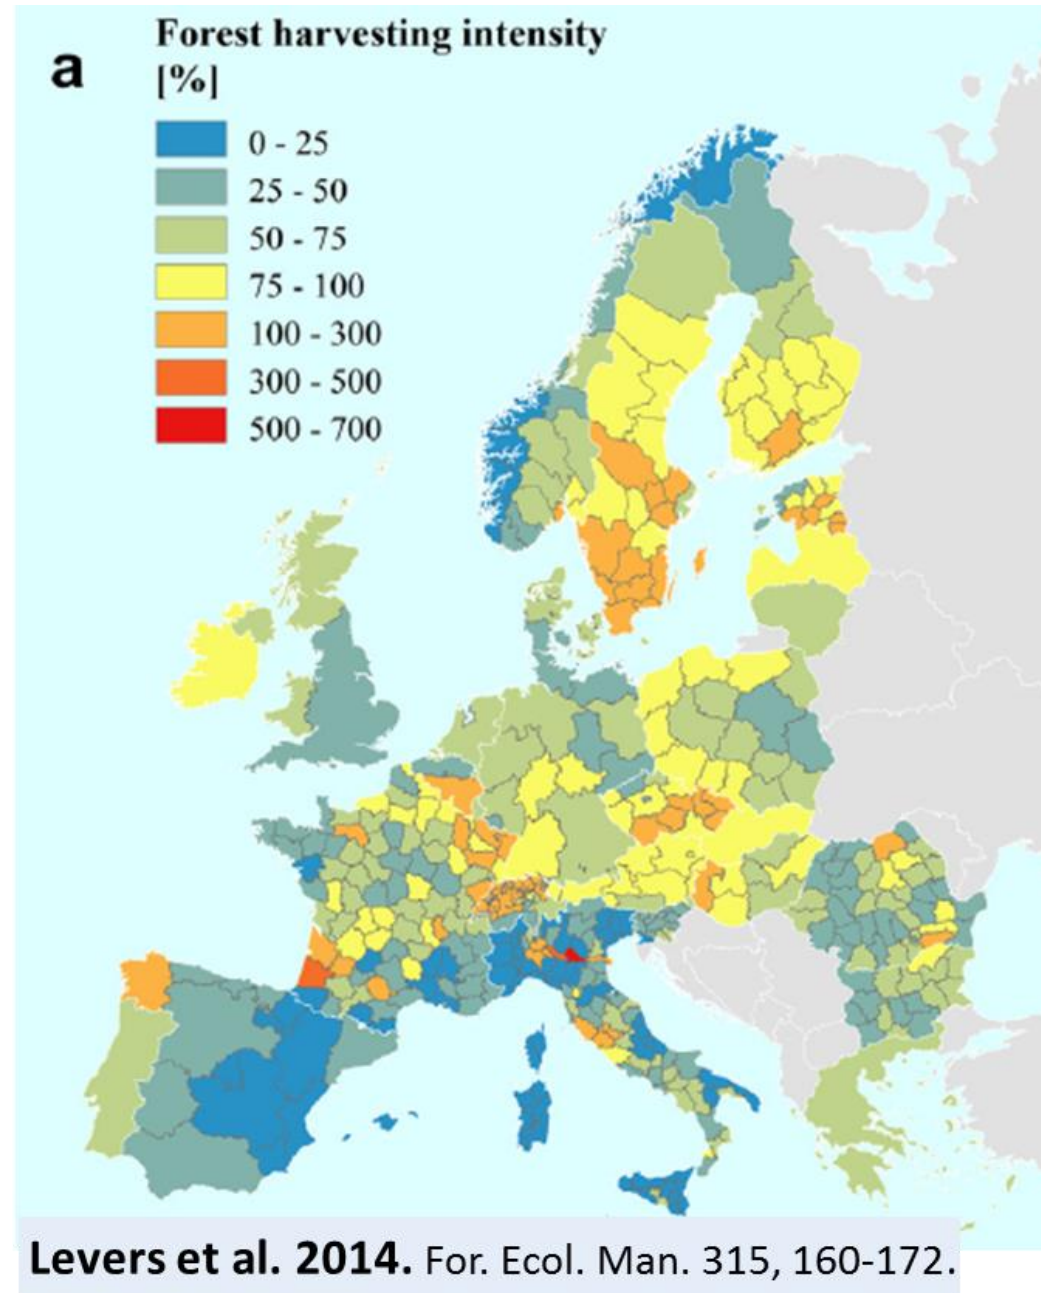 Forest harvesting intensity
a
[%]
0 - 25
25 - 50
50 - 75
75 - 100
100 - 300
300 - 500
500 - 700
Levers et al. 2014. For. Ecol. Man. 315, 160-172.